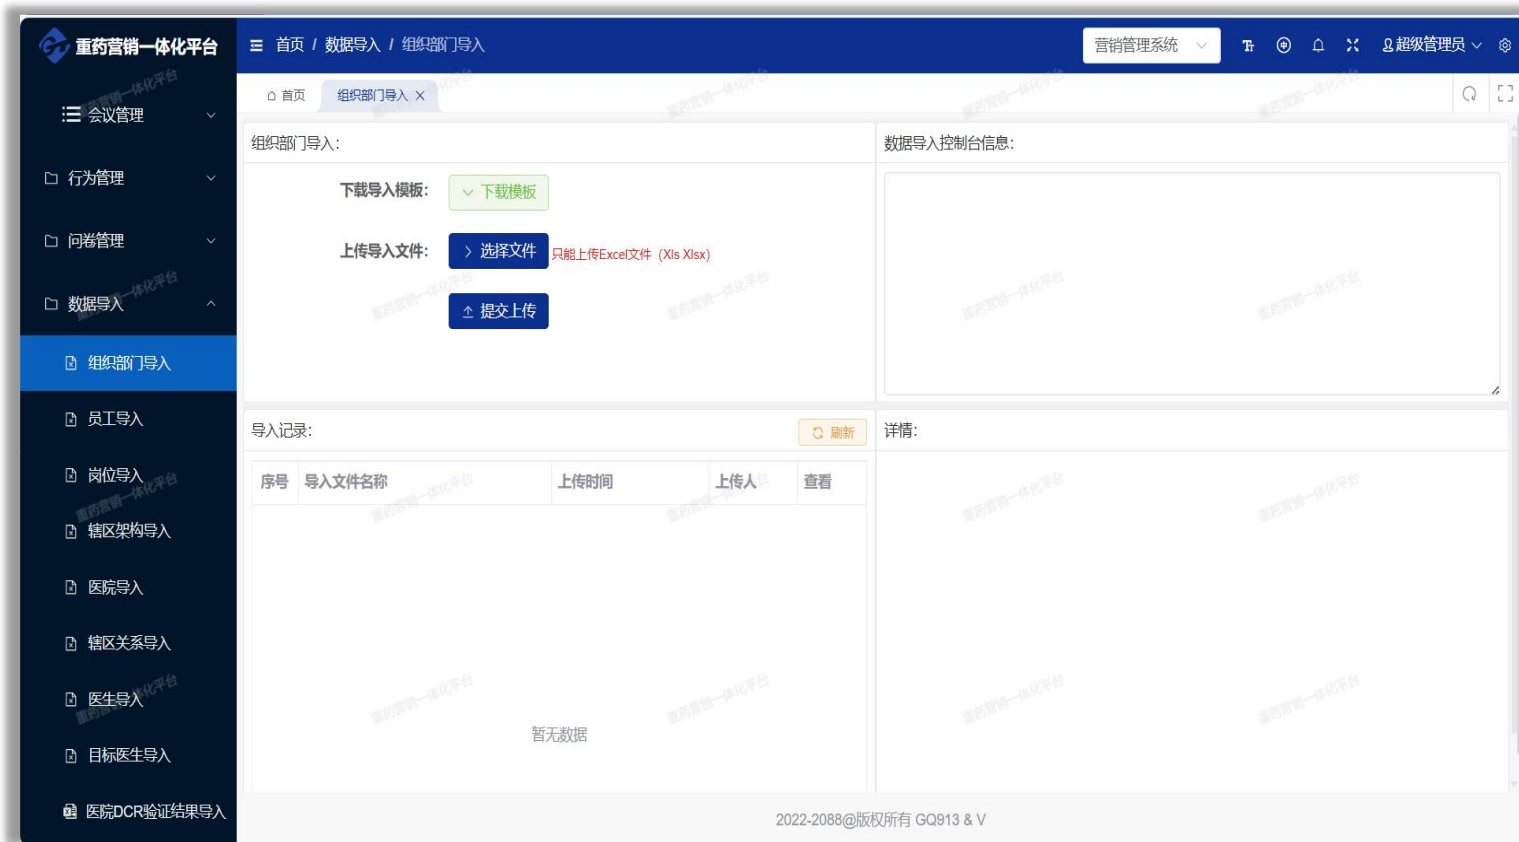 重药营销一体化平台
首页 / 数据导入 / 组织部门导入
营销管理系统
超级管理员
首页
组织部门导入 X
会议管理
行为管理
问卷管理
数据导入
组织部门导入
员工导入
岗位导入
辖区架构导入
医院导入
辖区关系导入
医生导入
目标医生导入
医院DCR验证结果导入
组织部门导入:
下载导入模板:
下载模板
上传导入文件:
选择文件
只能上传Excel文件 (Xls Xlsx)
提交上传
数据导入控制台信息:
导入记录:
刷新
序号 导入文件名称 上传时间 上传人 查看
暂无数据
详情:
2022-2088@版权所有 GQ913 & V
重药营销一体化平台